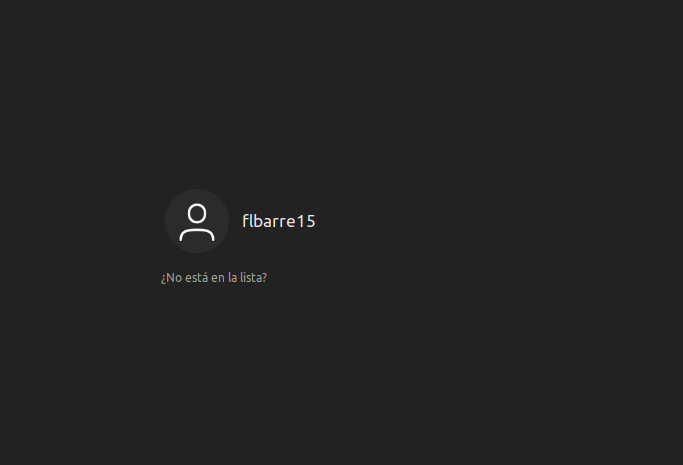 flbarre15
¿No está en la lista?